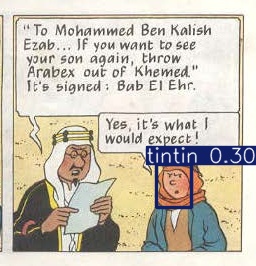 "To Mohammed Ben Kalish
Ezab... If you want to see
your son again, throw
Arabex out of Khemed."
It's signed: Bab El Ehr.
Yes, it's what I
would expect!
tintin 0.30